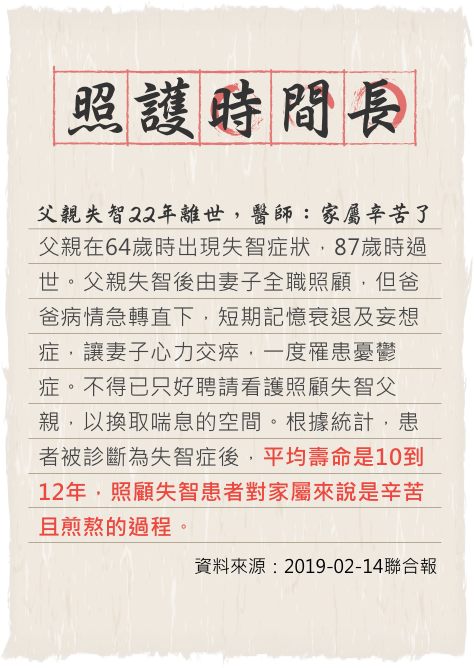 照護時間長
父親失智22年離世，醫師：家屬辛苦了
父親在64歲時出現失智症狀，87歲時過
世。父親失智後由妻子全職照顧，但爸
爸病情急轉直下，短期記憶衰退及妄想
症，讓妻子心力交瘁，一度罹患憂鬱
症。不得已只好聘請看護照顧失智父
親，以換取喘息的空間。根據統計，患
者被診斷為失智症後，平均壽命是10到
12年，照顧失智患者對家屬來說是辛苦
且煎熬的過程。
資料來源：2019-02-14聯合報